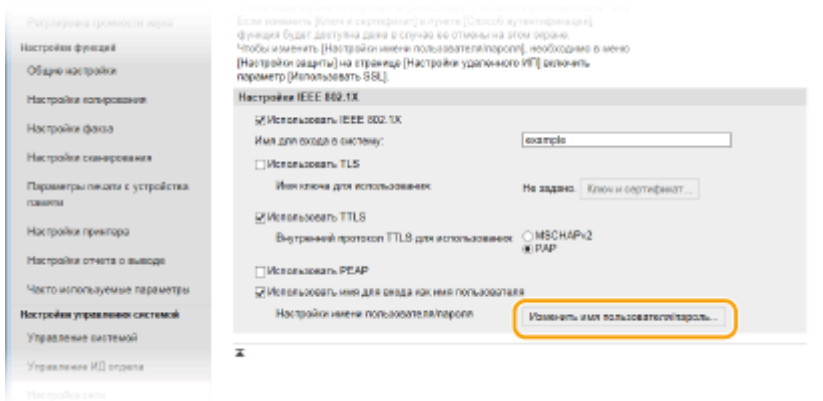 Регулировка громкости звука
Настройки функций
Общие настройки
Настройки копирования
Настройки факса
Настройки сканирования
Параметры печати с устройства
памяти
Настройки принтера
Настройки отчета о выводе
Часто используемые параметры
Настройки управления системой
Управление системой
Управление ИД отдела
Настройки сети
Если изменить [Ключ и сертификат] в пункте [Способ аутентификации],
функция будет доступна даже в случае ее отмены на этом экране.
Чтобы изменить [Настройки имени пользователя/пароля], необходимо в меню
[Настройки защиты] на странице [Настройки удаленного ИП] включить
параметр [Использовать SSL].
Настройки IEEE 802.1X
Использовать IEEE 802.1X
Имя для входа в систему:
example
Использовать TLS
Имя ключа для использования:
Не задано.
Ключ и сертификат...
Использовать TTLS
Внутренний протокол TTLS для использования:
MSCHAPv2
PAP
Использовать PEAP
Использовать имя для входа как имя пользователя
Настройки имени пользователя/пароля
Изменить имя пользователя/пароль...